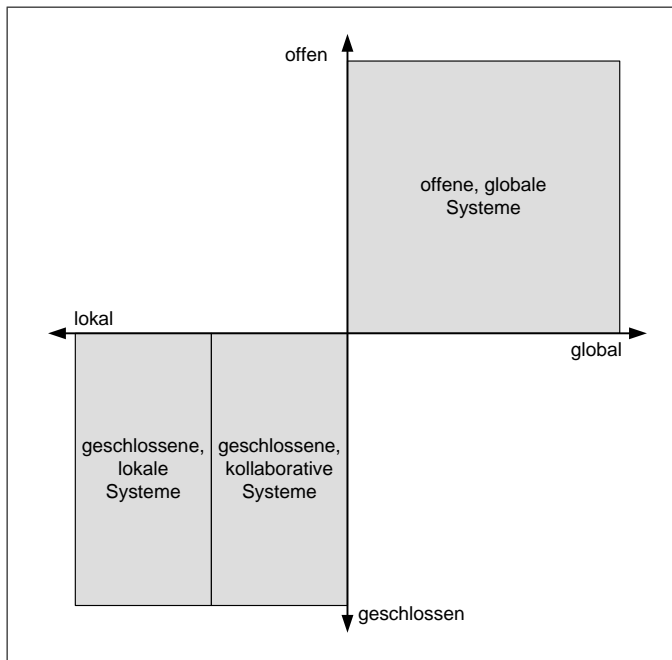 offen
offene, globale
Systeme
lokal
global
geschlossene,
lokale
Systeme
geschlossene,
kollaborative
Systeme
geschlossen